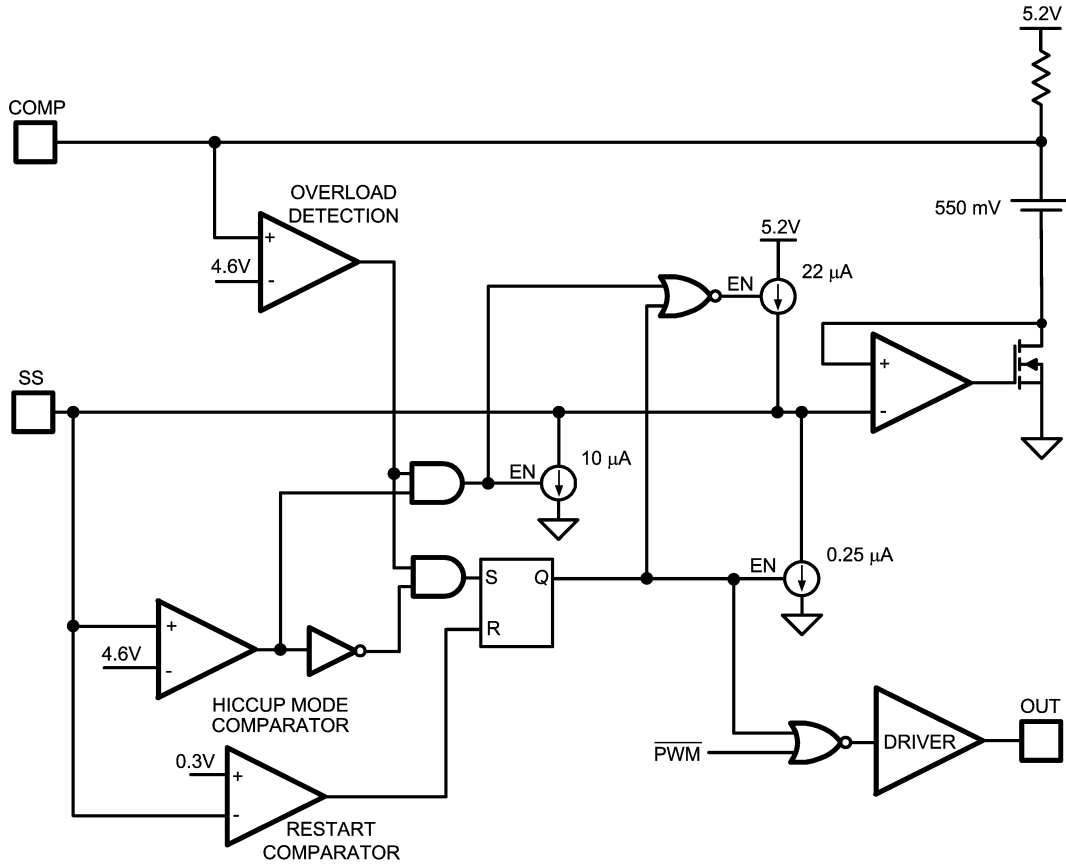 5.2V
COMP
550 mV
OVERLOAD
DETECTION
+
4.6V
-
5.2V
22 μA
EN
SS
+
-
10 μA
EN
0.25 μA
EN
S
Q
R
+
4.6V
-
HICCUP MODE
COMPARATOR
OUT
DRIVER
PWM
0.3V
+
-
RESTART
COMPARATOR